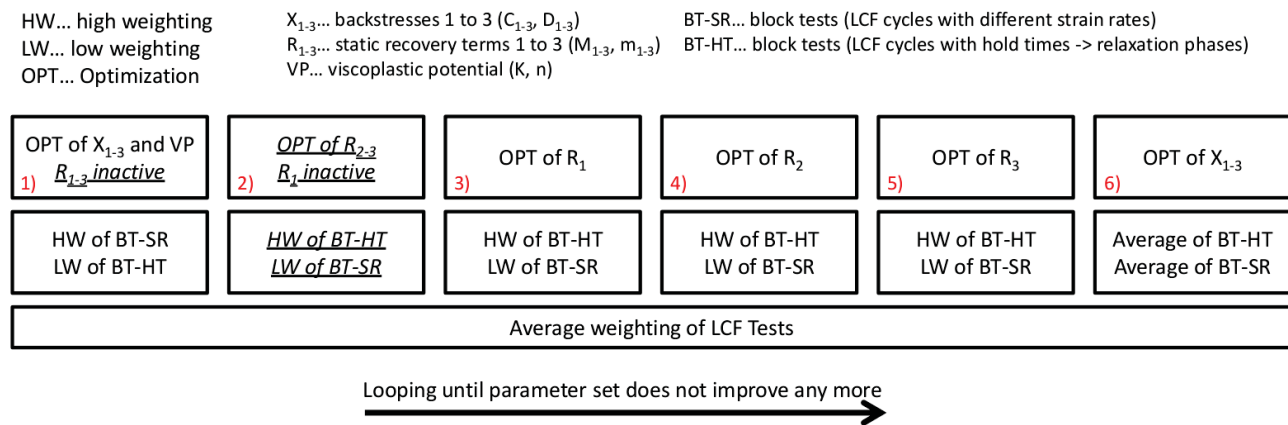 HW... high weighting
LW... low weighting
OPT... Optimization
X1-3... backstresses 1 to 3 (C1-3, D1-3)
R1-3... static recovery terms 1 to 3 (M1-3, m1-3)
VP... viscoplastic potential (K, n)
BT-SR... block tests (LCF cycles with different strain rates)
BT-HT... block tests (LCF cycles with hold times -> relaxation phases)
OPT of X1-3 and VP
R1-3 inactive
1)
OPT of R2-3
R1 inactive
2)
OPT of R1
3)
OPT of R2
4)
OPT of R3
5)
OPT of X1-3
6)
HW of BT-SR
LW of BT-HT
HW of BT-HT
LW of BT-SR
HW of BT-HT
LW of BT-SR
HW of BT-HT
LW of BT-SR
HW of BT-HT
LW of BT-SR
Average of BT-HT
Average of BT-SR
Average weighting of LCF Tests
Looping until parameter set does not improve any more